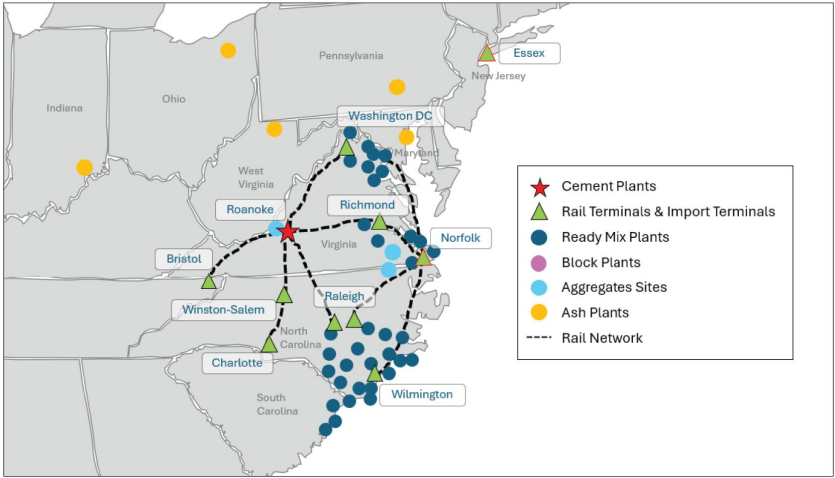 Pennsylvania
Essex
New Jersey
Ohio
Indiana
Washington DC
Maryland
West
Virginia
Roanoke
Richmond
Virginia
Norfolk
Bristol
Winston-Salem
Raleigh
North
Carolina
Charlotte
Wilmington
South
Carolina
Cement Plants
Rail Terminals & Import Terminals
Ready Mix Plants
Block Plants
Aggregates Sites
Ash Plants
Rail Network